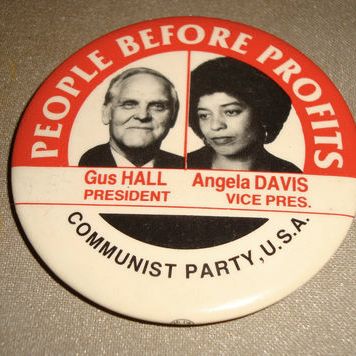 PEOPLE BEFORE PROFITS
Gus HALL
PRESIDENT
Angela DAVIS
VICE PRES.
COMMUNIST PARTY, U.S.A.